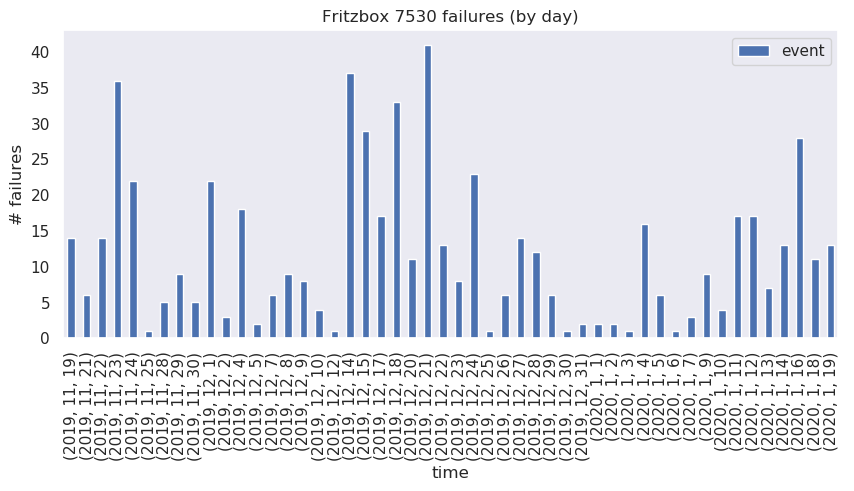 Fritzbox 7530 failures (by day)
event
# failures
40
35
30
25
20
15
10
5
0
(2019, 11, 19)
(2019, 11, 21)
(2019, 11, 22)
(2019, 11, 23)
(2019, 11, 24)
(2019, 11, 25)
(2019, 11, 28)
(2019, 11, 29)
(2019, 11, 30)
(2019, 12, 1)
(2019, 12, 2)
(2019, 12, 4)
(2019, 12, 5)
(2019, 12, 7)
(2019, 12, 8)
(2019, 12, 9)
(2019, 12, 10)
(2019, 12, 12)
(2019, 12, 14)
(2019, 12, 15)
(2019, 12, 17)
(2019, 12, 18)
(2019, 12, 20)
(2019, 12, 21)
(2019, 12, 22)
(2019, 12, 23)
(2019, 12, 24)
(2019, 12, 25)
(2019, 12, 26)
(2019, 12, 27)
(2019, 12, 28)
(2019, 12, 29)
(2019, 12, 30)
(2019, 12, 31)
(2020, 1, 1)
(2020, 1, 2)
(2020, 1, 3)
(2020, 1, 4)
(2020, 1, 5)
(2020, 1, 6)
(2020, 1, 7)
(2020, 1, 9)
(2020, 1, 10)
(2020, 1, 11)
(2020, 1, 12)
(2020, 1, 13)
(2020, 1, 14)
(2020, 1, 16)
(2020, 1, 18)
(2020, 1, 19)
time